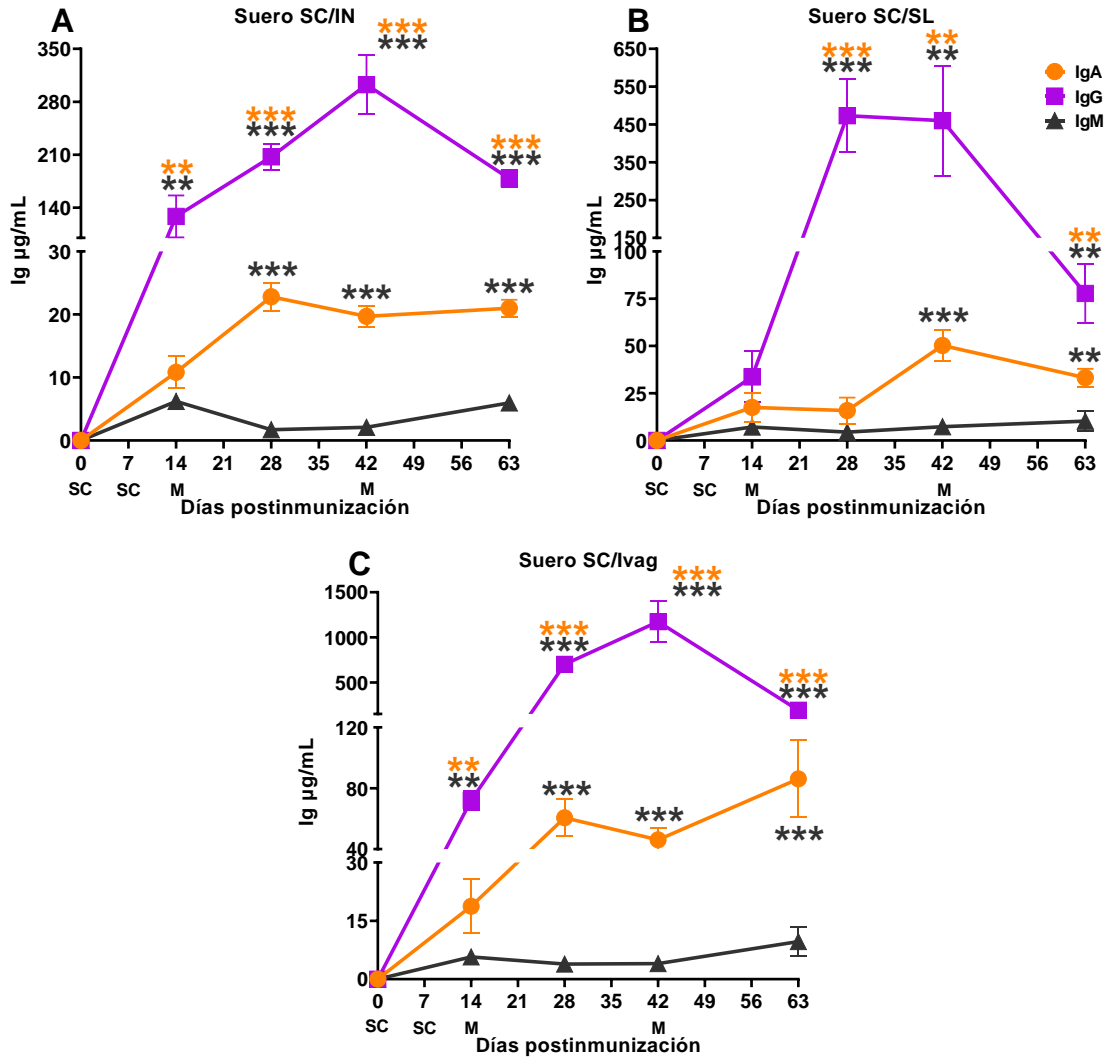 A
Suero SC/IN
***
***
350
280
210
140
30
20
10
0
Ig µg/mL
***
***
***
***
**
**
***
***
***
0 7 14 21 28 35 42 49 56 63
SC SC M M
Días postinmunización
B
Suero SC/SL
**
***
**
***
650
550
450
350
250
150
100
75
50
25
0
Ig µg/mL
**
**
***
**
0 7 14 21 28 35 42 49 56 63
SC SC M M
Días postinmunización
IgA
IgG
IgM
C
Suero SC/Ivag
***
***
1500
1000
500
120
80
40
30
15
0
Ig µg/mL
***
***
***
***
**
**
***
***
***
0 7 14 21 28 35 42 49 56 63
SC SC M M
Días postinmunización